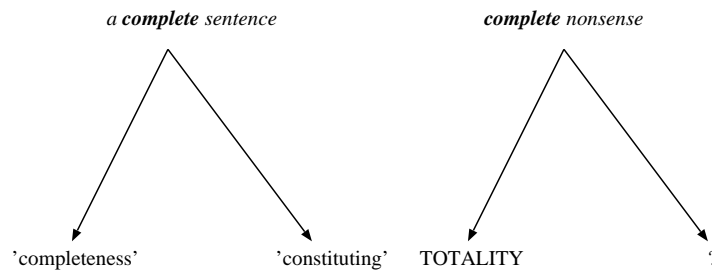 a complete sentence
complete nonsense
’completeness’
’constituting’
TOTALITY